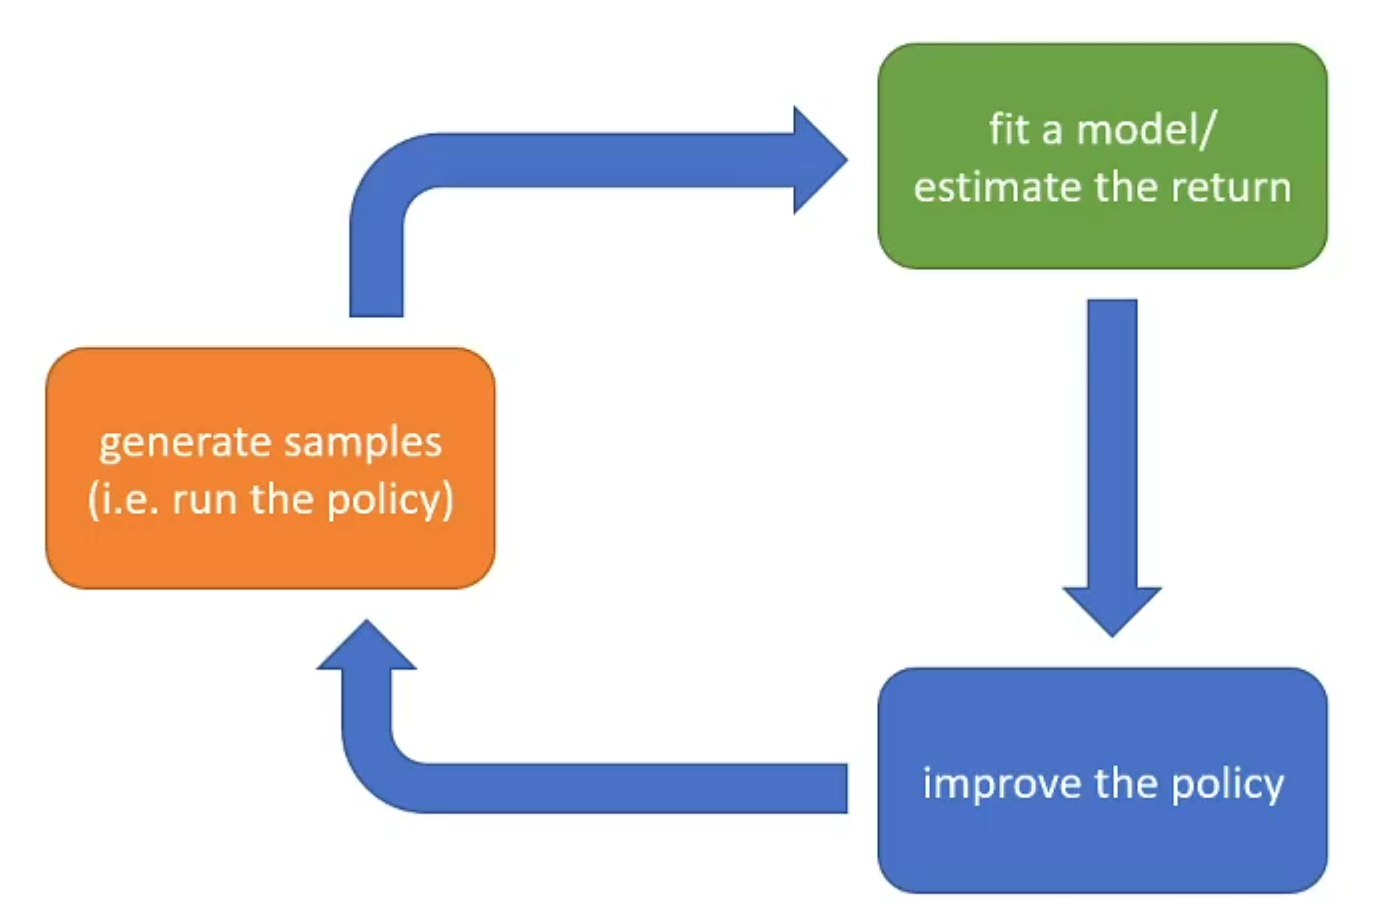 fit a model/
estimate the return
generate samples
(i.e. run the policy)
improve the policy